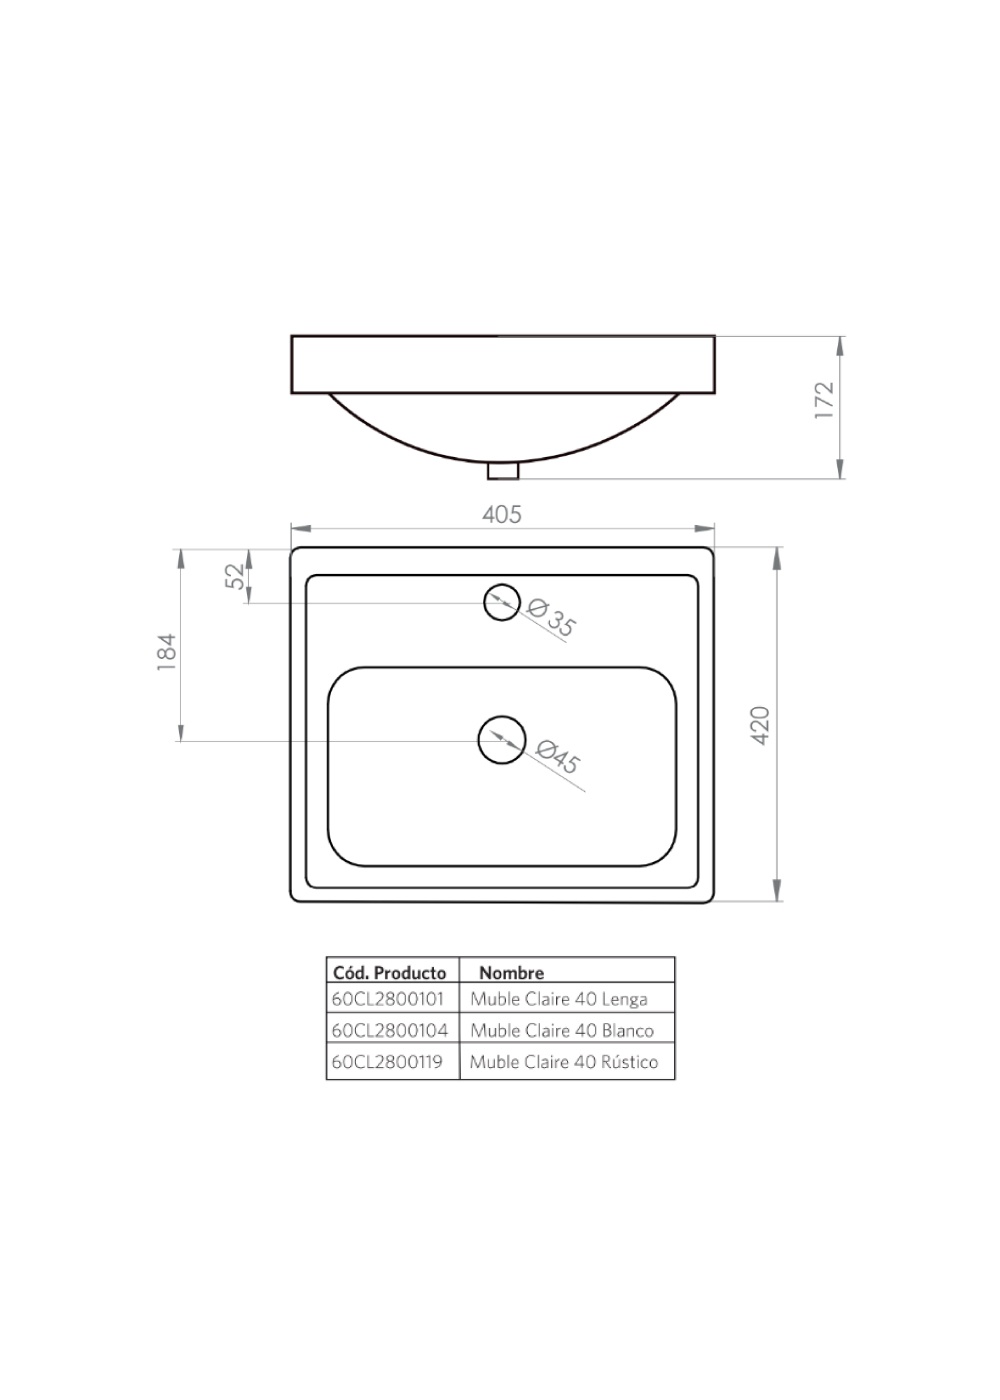 172
405
52
Ø 35
184
420
Ø45
Cód. Producto Nombre
60CL2800101 Muble Claire 40 Lenga
60CL2800104 Muble Claire 40 Blanco
60CL2800119 Muble Claire 40 Rústico